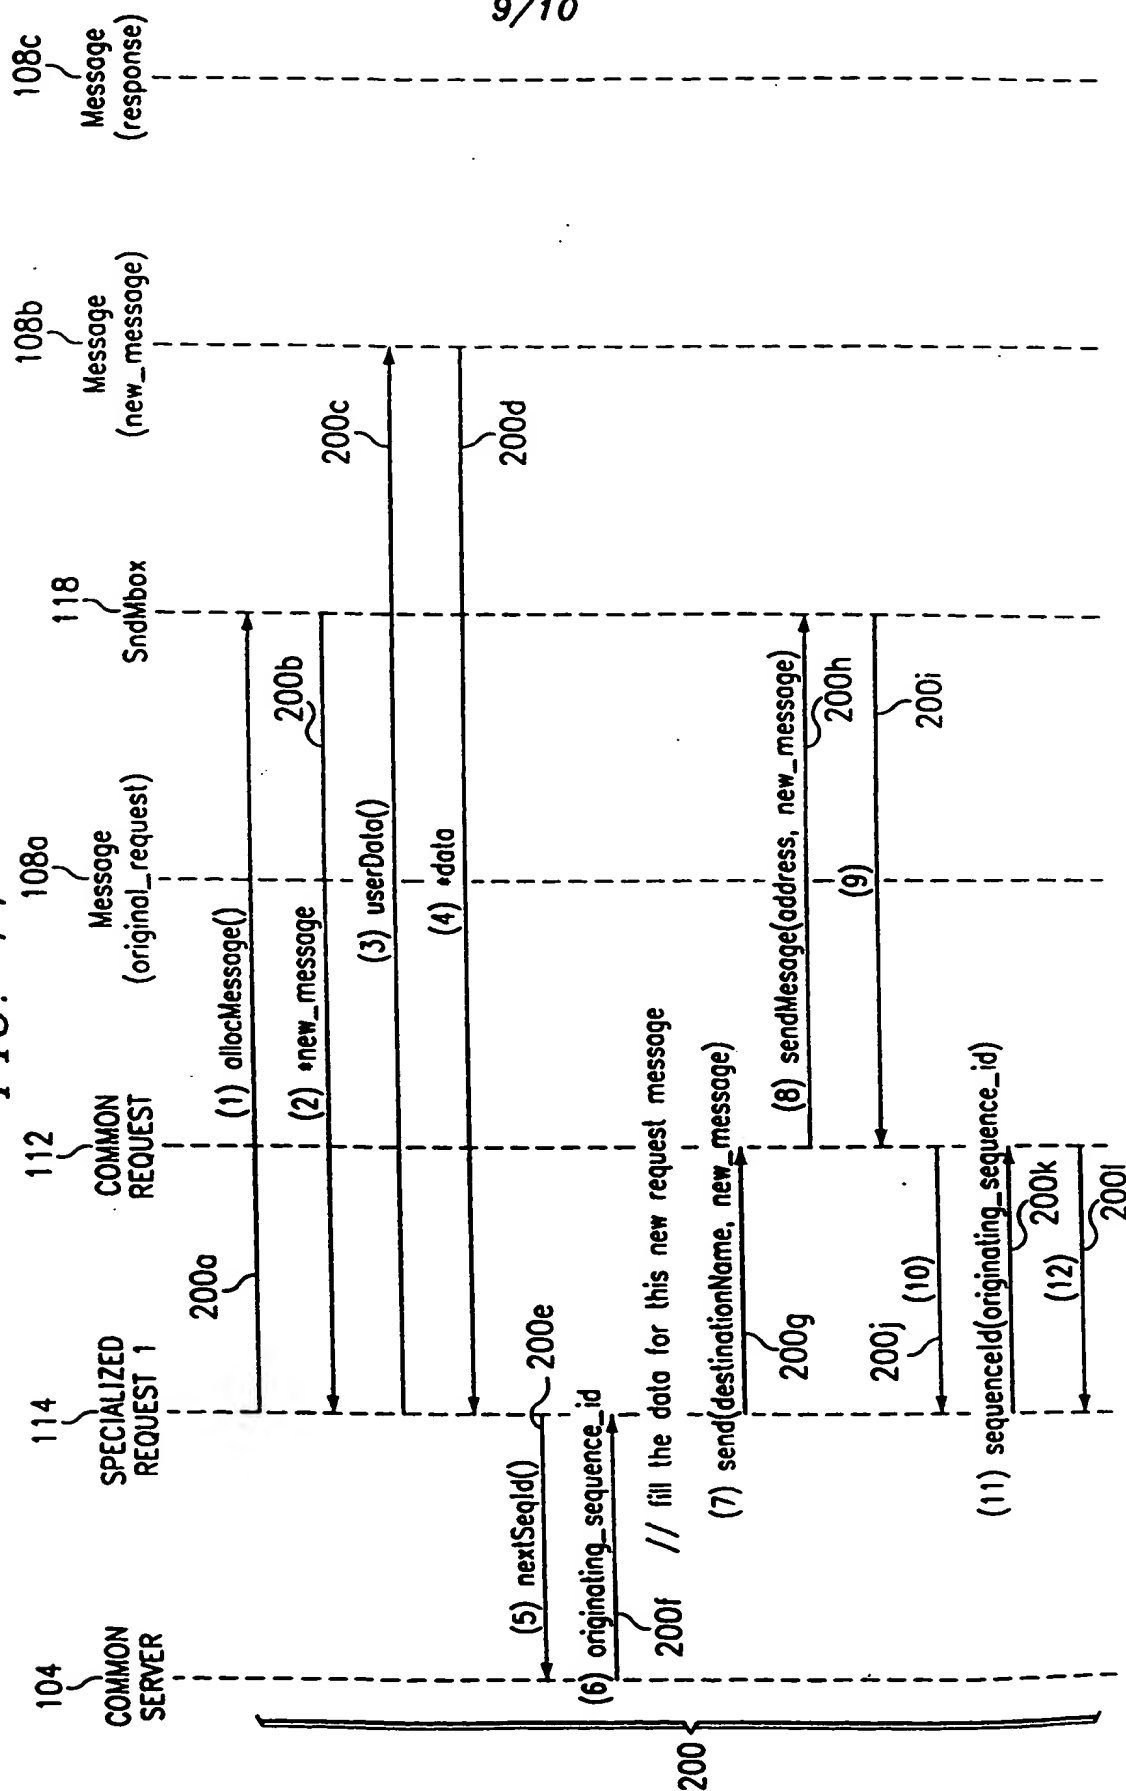 9/10
104
COMMON
SERVER
114
SPECIALIZED
REQUEST 1
112
COMMON
REQUEST
108a
Message
(original_request)
118
SndMbox
108b
Message
(new_message)
108c
Message
(response)
200
200a
(1) allocMessage()
(2) *new_message
200b
(3) userData()
200c
(4) *data
200d
(5) nextSeqId()
200e
(6) originating_sequence_id
200f
// fill the data for this new request message
(7) send(destinationName, new_message)
200g
(8) sendMesage(address, new_message)
200h
(9)
200i
(10)
200j
(11) sequenceId(originating_sequence_id)
200k
(12)
200l